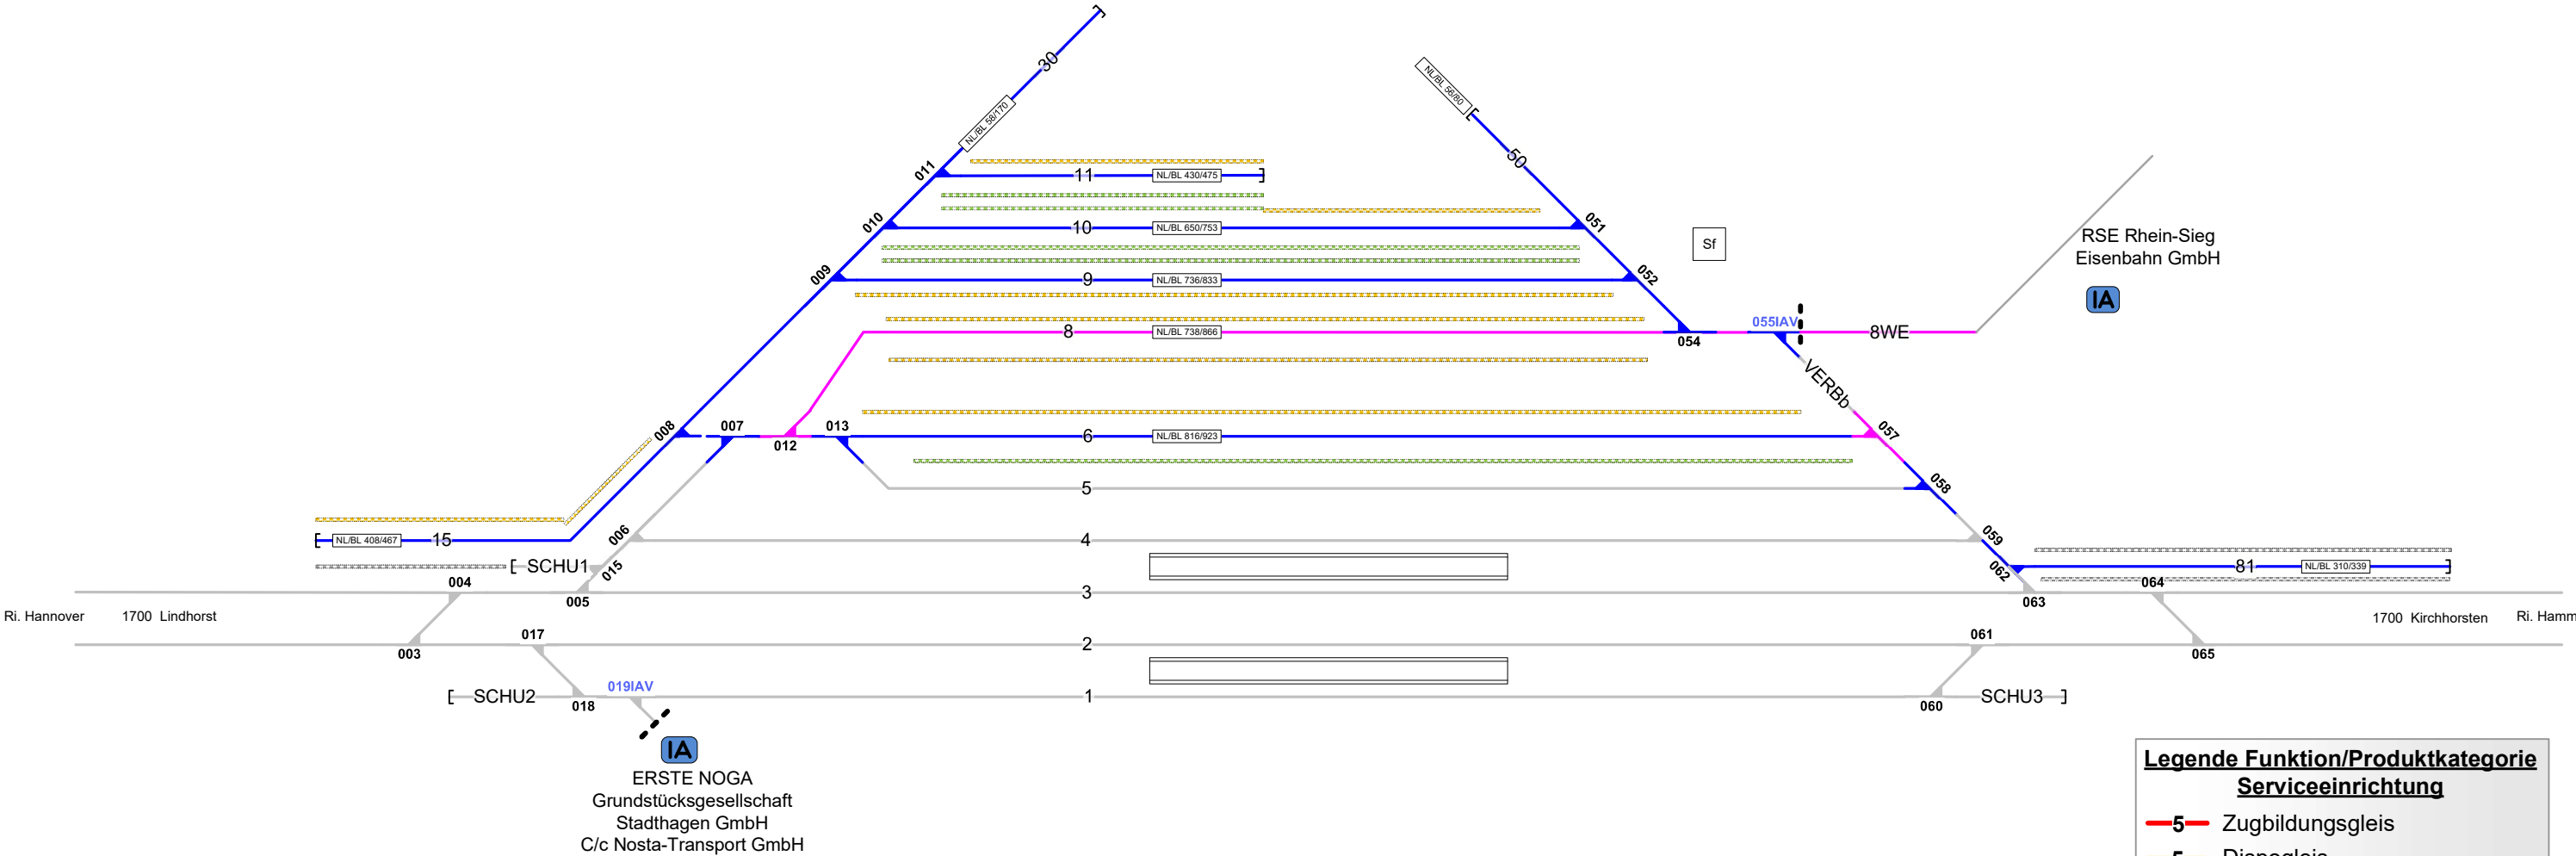 30
NL/BL 58/170
NL/BL 56/80
50
011
11
NL/BL 430/475
010
10
NL/BL 650/753
051
Sf
RSE Rhein-Sieg
Eisenbahn GmbH
IA
009
9
NL/BL 736/833
052
8
NL/BL 738/866
054
055IAV
8WE
VERBb
008
007
012
013
6
NL/BL 816/923
057
5
058
NL/BL 408/467
15
006
4
059
SCHU1
015
062
81
NL/BL 310/339
004
005
3
063
064
Ri. Hannover
1700 Lindhorst
1700 Kirchhorsten
Ri. Hamm
003
017
2
061
065
SCHU2
018
019IAV
1
060
SCHU3
IA
ERSTE NOGA
Grundstücksgesellschaft
Stadthagen GmbH
C/c Nosta-Transport GmbH
Legende Funktion/Produktkategorie
Serviceeinrichtung
5 Zugbildungsgleis
5 Dispogleis